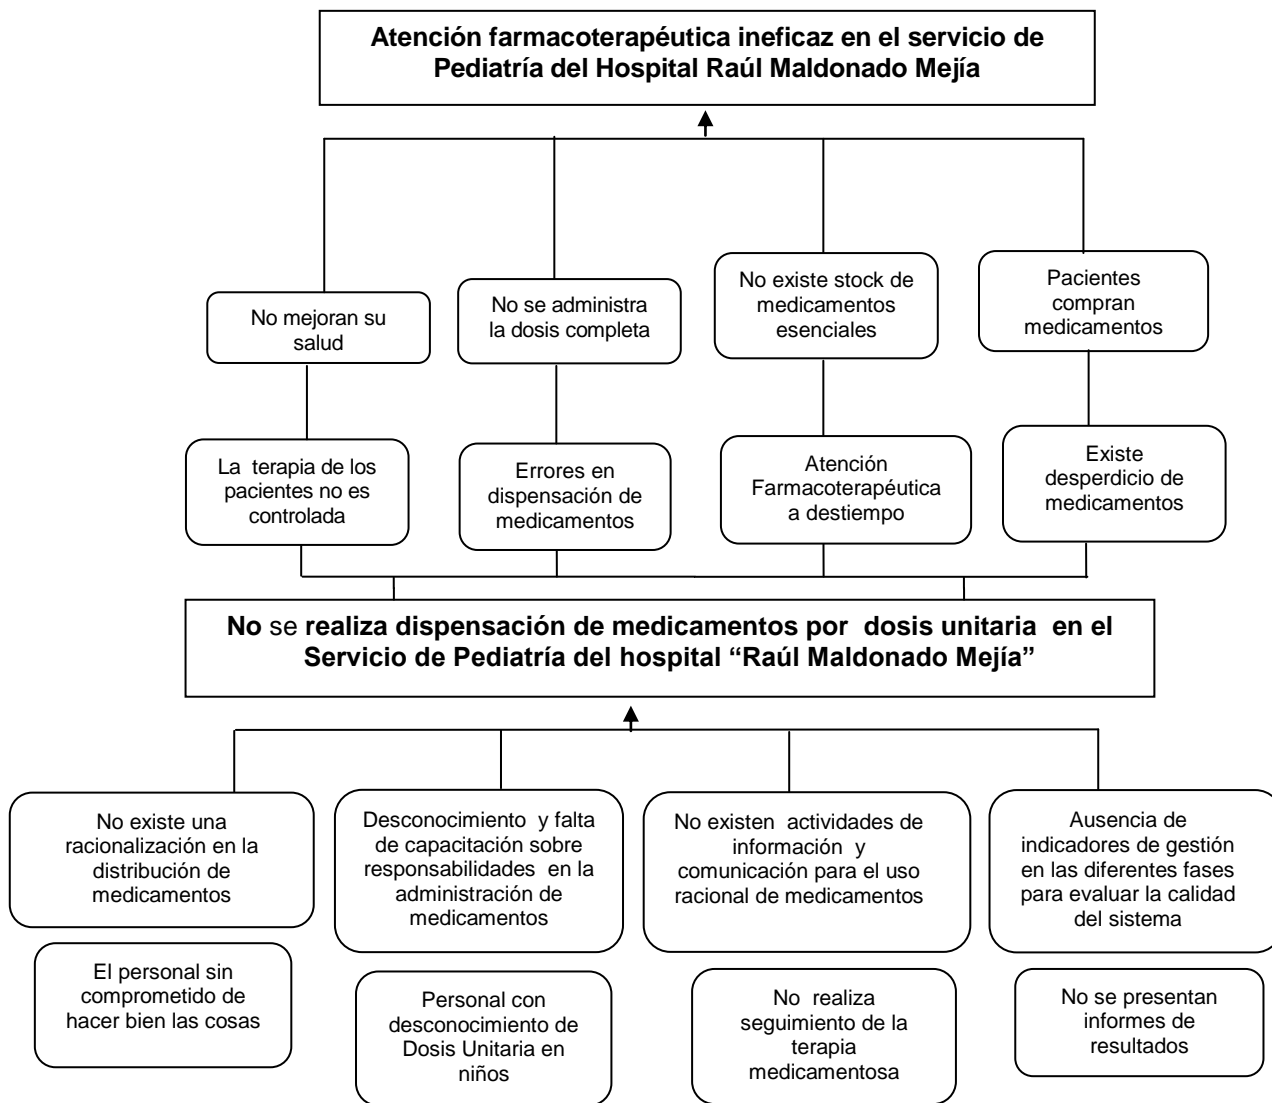 Atención farmacoterapéutica ineficaz en el servicio de
Pediatría del Hospital Raúl Maldonado Mejía
No mejoran su
salud
No se administra
la dosis completa
No existe stock de
medicamentos
esenciales
Pacientes
compran
medicamentos
La terapia de los
pacientes no es
controlada
Errores en
dispensación de
medicamentos
Atención
Farmacoterapéutica
a destiempo
Existe
desperdicio de
medicamentos
No se realiza dispensación de medicamentos por dosis unitaria en el
Servicio de Pediatría del hospital “Raúl Maldonado Mejía”
No existe una
racionalización en la
distribución de
medicamentos
Desconocimiento y falta
de capacitación sobre
responsabilidades en la
administración de
medicamentos
No existen actividades de
información y
comunicación para el uso
racional de medicamentos
Ausencia de
indicadores de gestión
en las diferentes fases
para evaluar la calidad
del sistema
El personal sin
comprometido de
hacer bien las cosas
Personal con
desconocimiento de
Dosis Unitaria en
niños
No realiza
seguimiento de la
terapia
medicamentosa
No se presentan
informes de
resultados